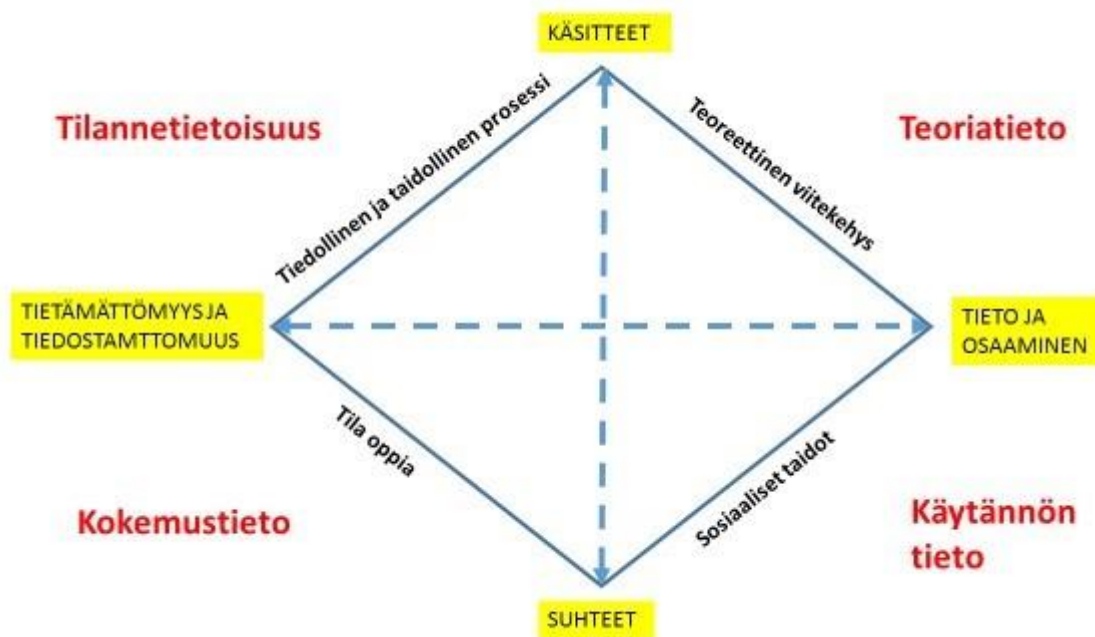 KÄSITTEET
Tilannetietoisuus
Tiedollinen ja taidollinen prosessi
Teoreettinen viitekehys
Teoriatieto
TIETÄMÄTTÖMYYS JA
TIEDOSTAMTTOMUUS
TIETO JA
OSAAMINEN
Tila oppia
Sosiaaliset taidot
Kokemustieto
Käytännön
tieto
SUHTEET